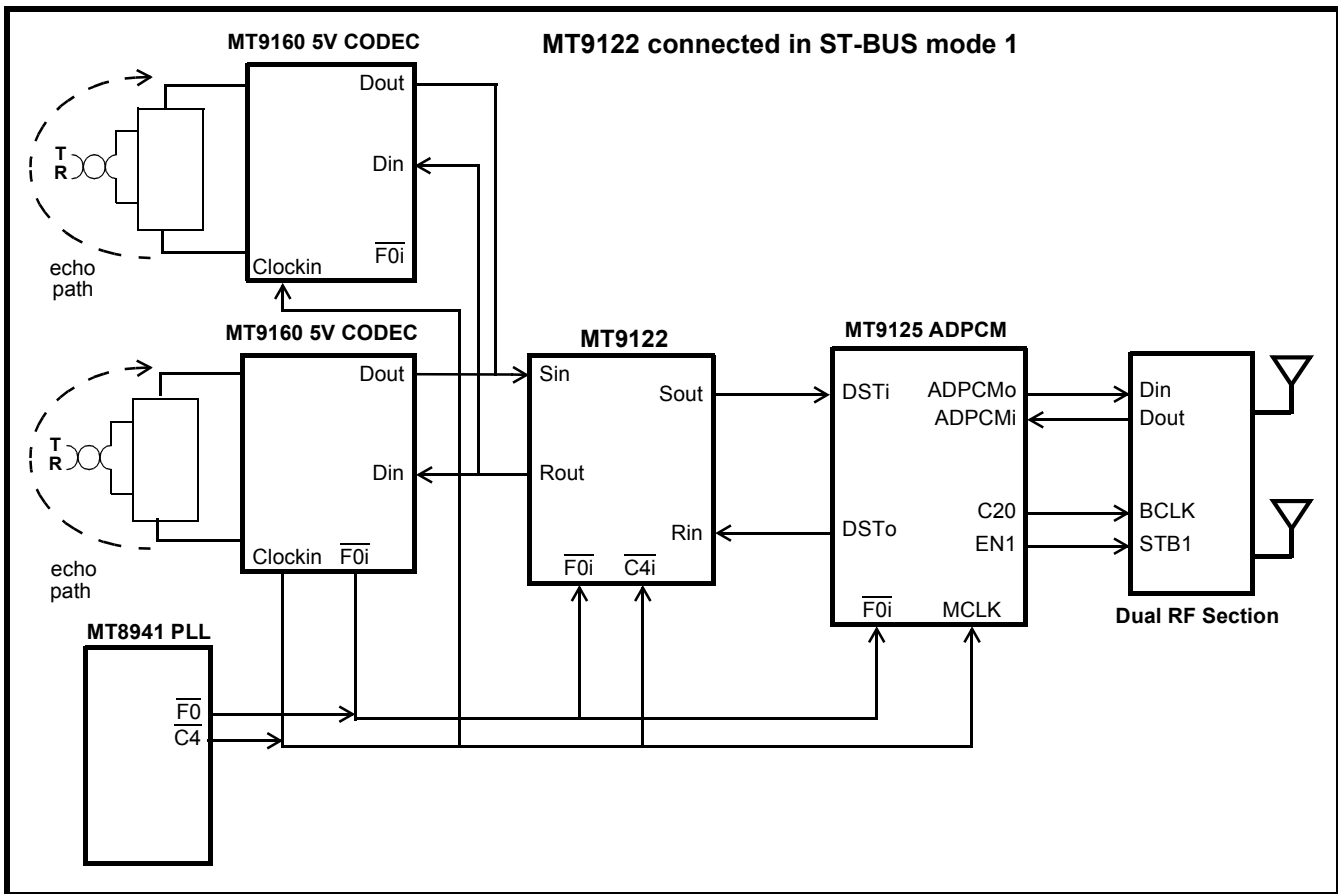 MT9160 5V CODEC
MT9122 connected in ST-BUS mode 1
Dout
Din
F0i
Clockin
T
R
echo
path
MT9160 5V CODEC
Dout
Din
Clockin F0i
T
R
echo
path
MT9122
Sin
Sout
Rout
Rin
F0i C4i
MT9125 ADPCM
DSTi
ADPCMo
ADPCMi
DSTo
C20
EN1
F0i MCLK
Din
Dout
BCLK
STB1
Dual RF Section
MT8941 PLL
F0
C4